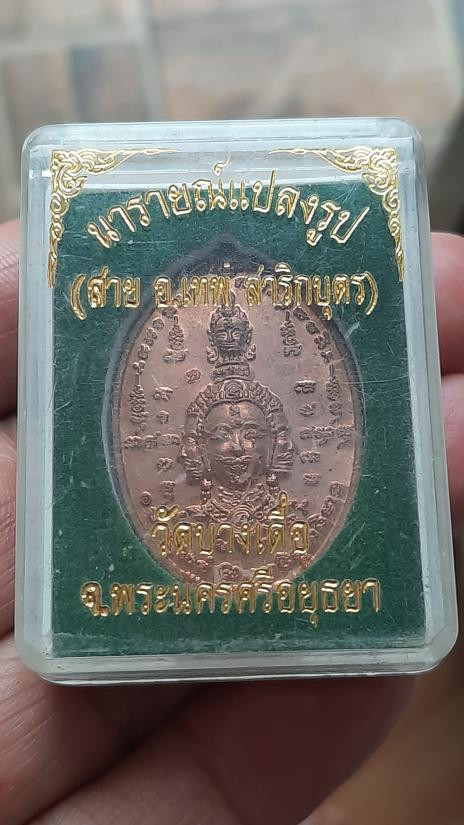 นารายณ์แปลงรูป
(สาย อ.เทพ สาริกบุตร)
วัดบางเดื่อ
จ.พระนครศรีอยุธยา